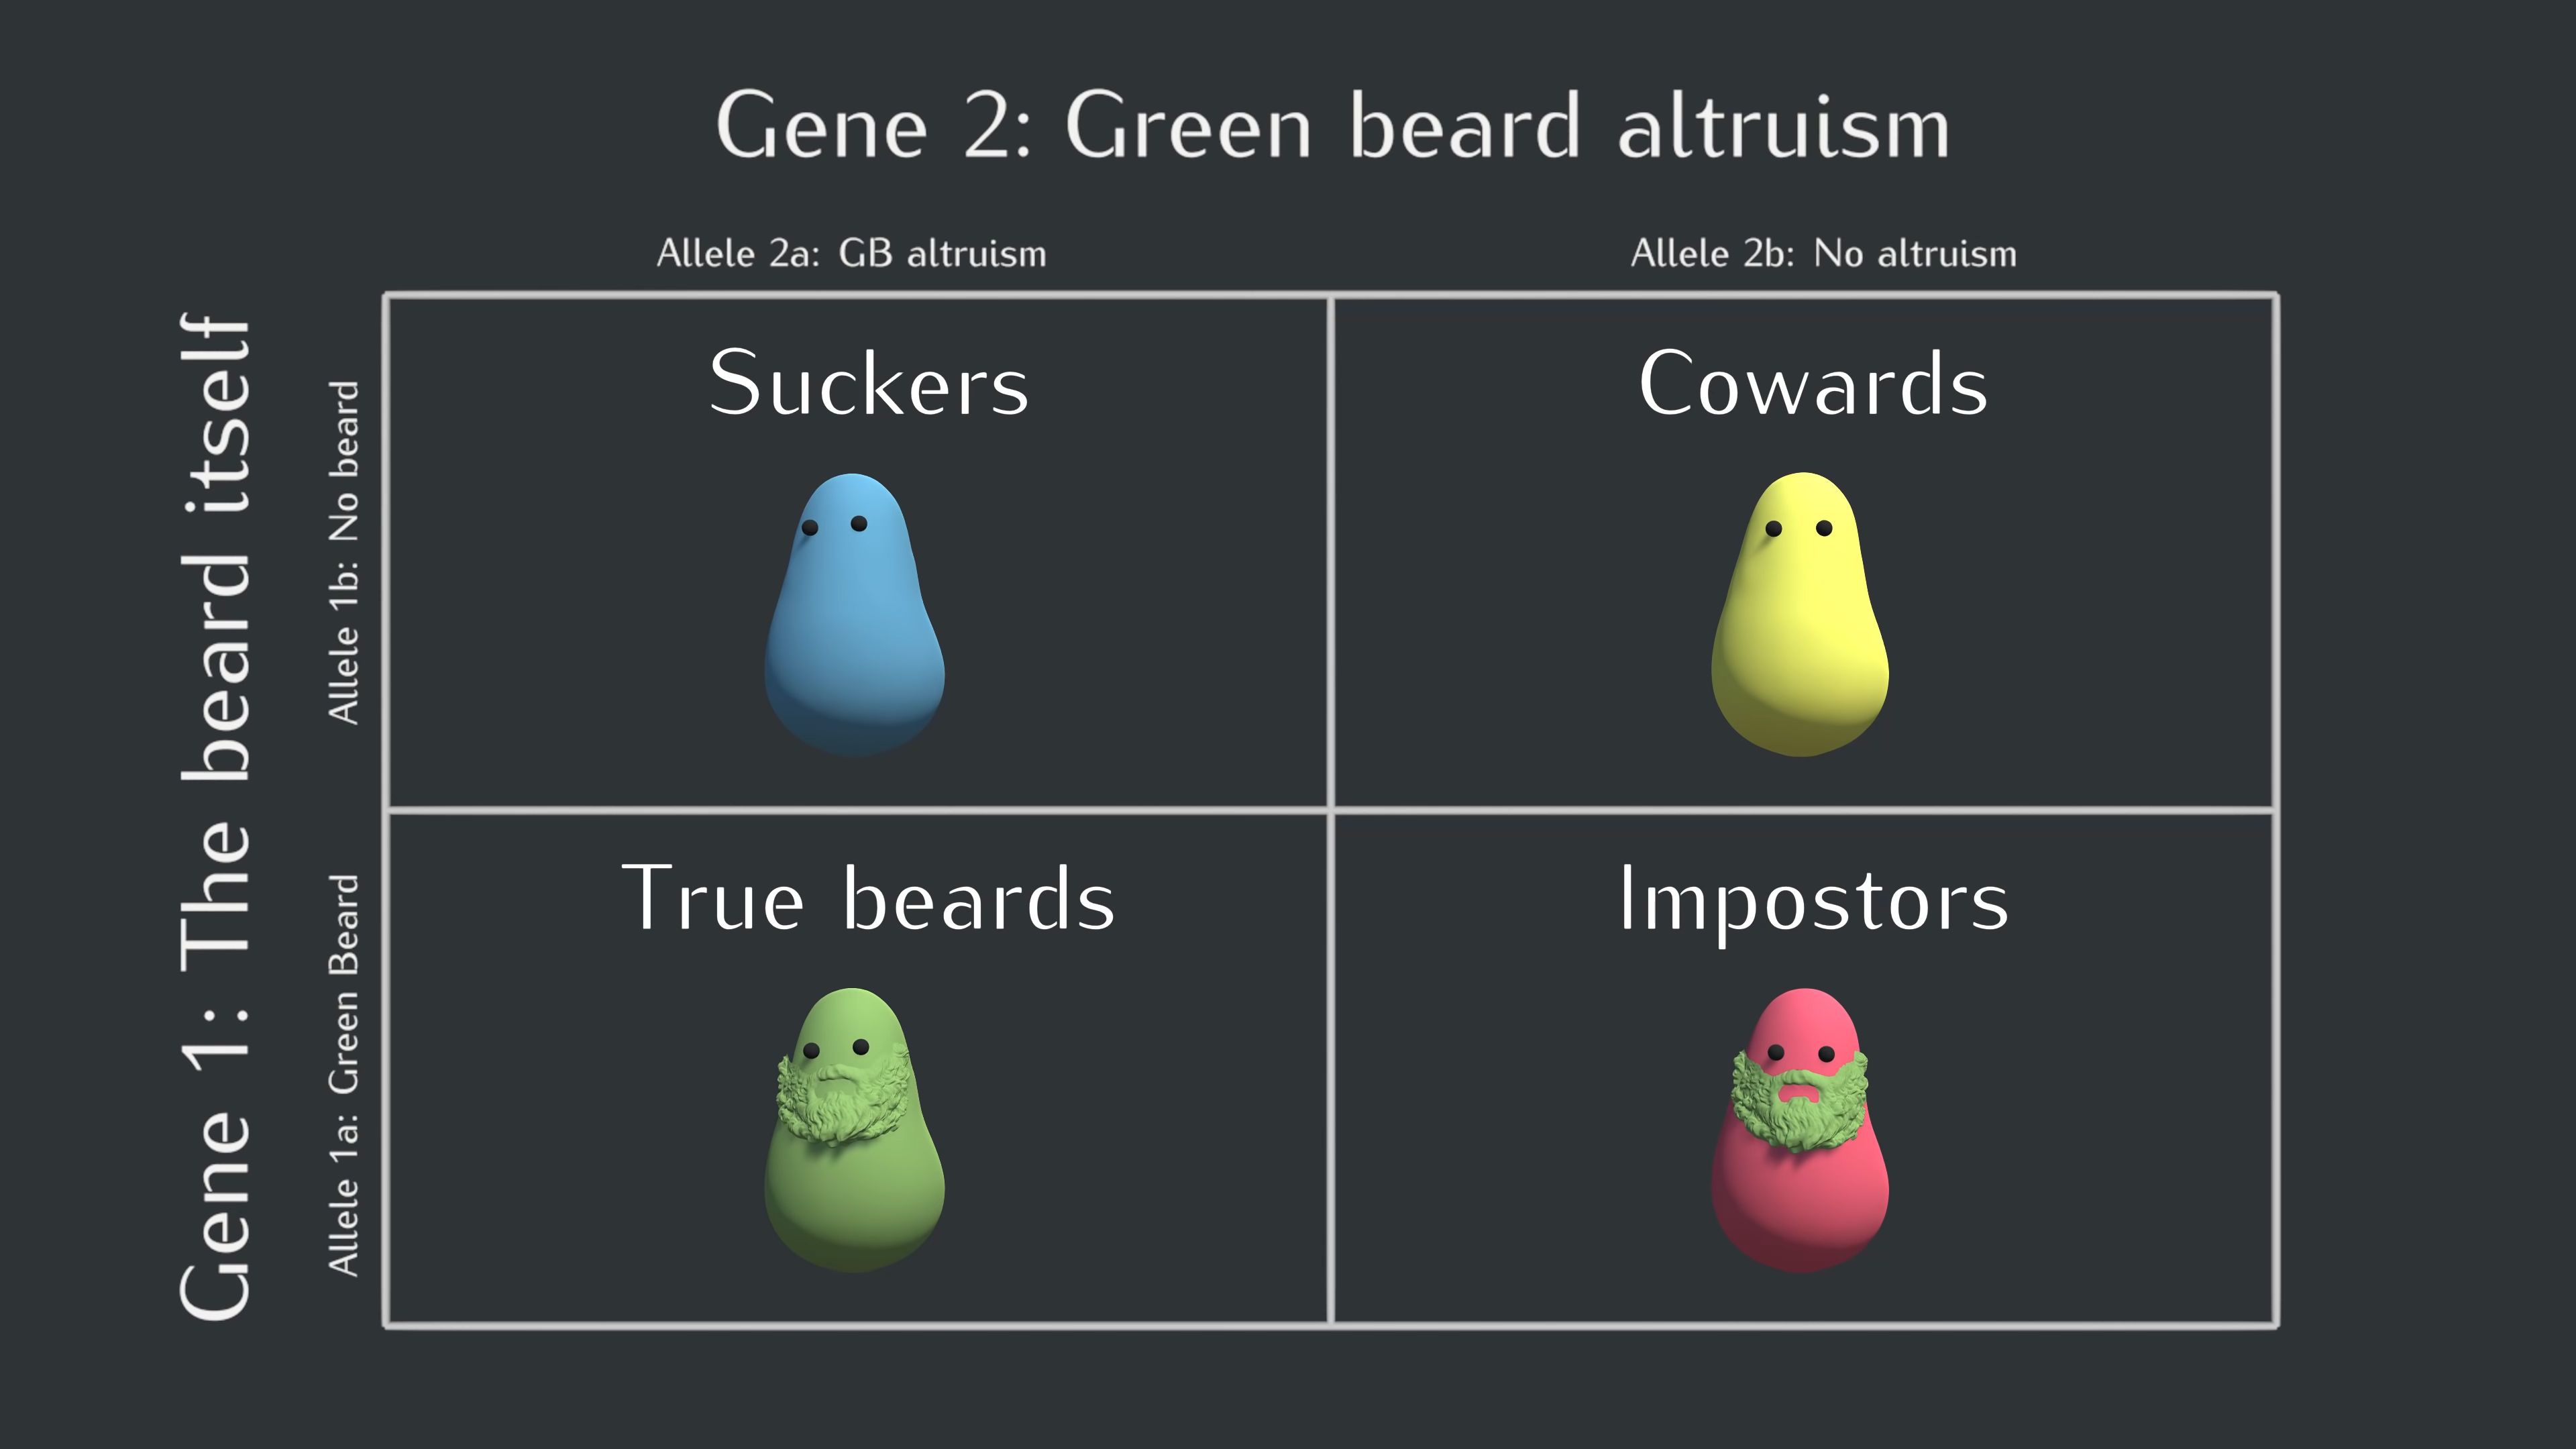 Gene 2: Green beard altruism
Allele 2a: GB altruism
Allele 2b: No altruism
Gene 1: The beard itself
Allele 1b: No beard
Suckers
Cowards
Allele 1a: Green Beard
True beards
Impostors